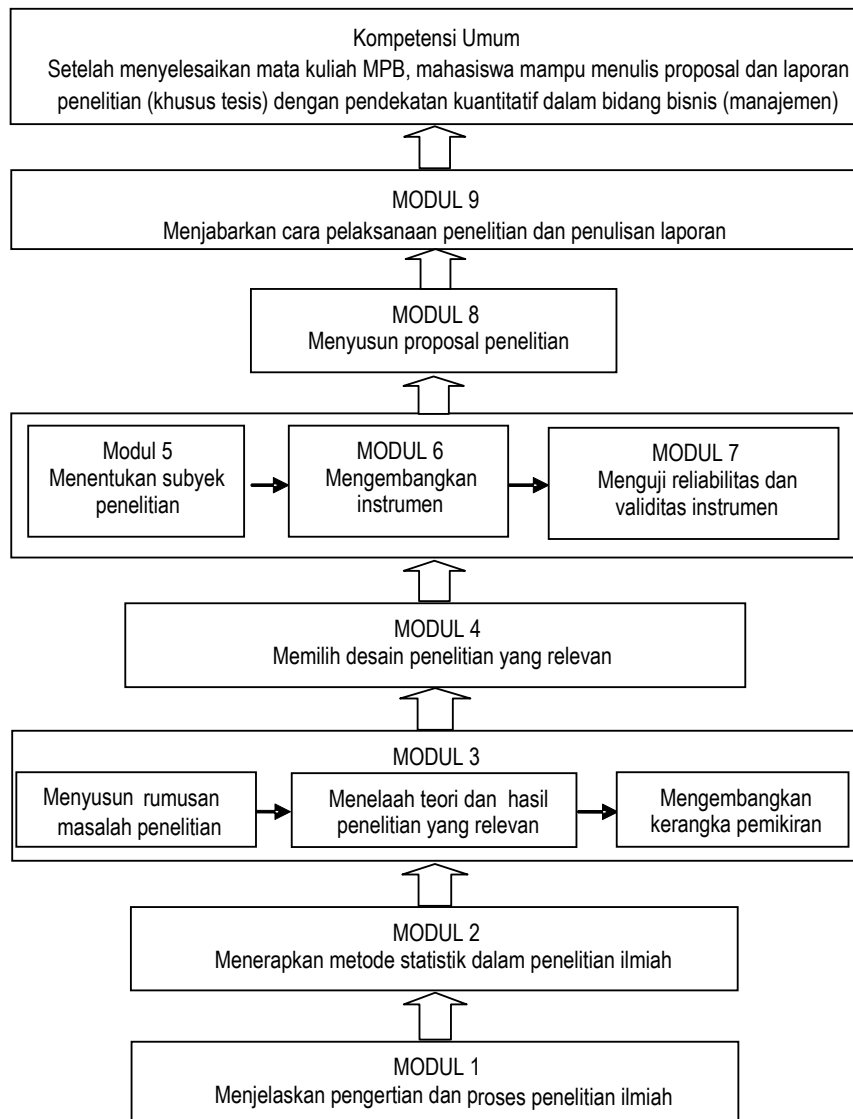 Kompetensi Umum
Setelah menyelesaikan mata kuliah MPB, mahasiswa mampu menulis proposal dan laporan
penelitian (khusus tesis) dengan pendekatan kuantitatif dalam bidang bisnis (manajemen)
MODUL 9
Menjabarkan cara pelaksanaan penelitian dan penulisan laporan
MODUL 8
Menyusun proposal penelitian
Modul 5
Menentukan subyek
penelitian
MODUL 6
Mengembangkan
instrumen
MODUL 7
Menguji reliabilitas dan
validitas instrumen
MODUL 4
Memilih desain penelitian yang relevan
MODUL 3
Menyusun rumusan
masalah penelitian
Menelaah teori dan hasil
penelitian yang relevan
Mengembangkan
kerangka pemikiran
MODUL 2
Menerapkan metode statistik dalam penelitian ilmiah
MODUL 1
Menjelaskan pengertian dan proses penelitian ilmiah